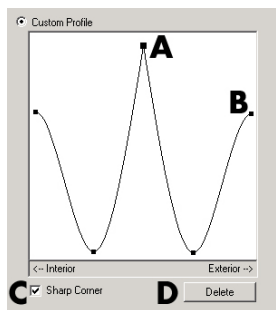 Custom Profile
A
B
<-- Interior Exterior -->
C Sharp Corner D Delete